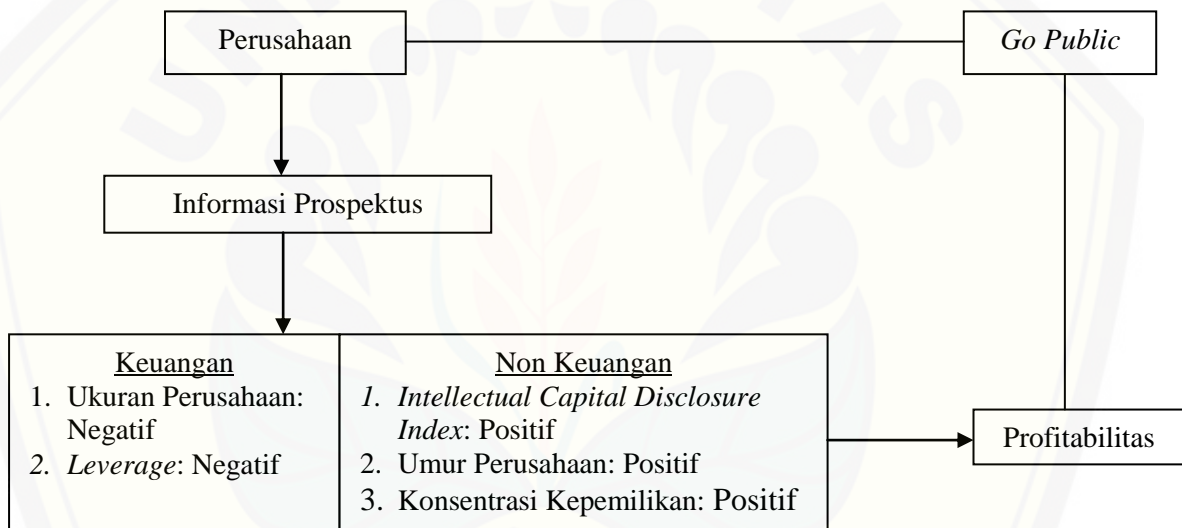 Perusahaan
Go Public
Informasi Prospektus
Keuangan
1. Ukuran Perusahaan:
Negatif
2. Leverage: Negatif
Non Keuangan
1. Intellectual Capital Disclosure
Index: Positif
2. Umur Perusahaan: Positif
3. Konsentrasi Kepemilikan: Positif
Profitabilitas